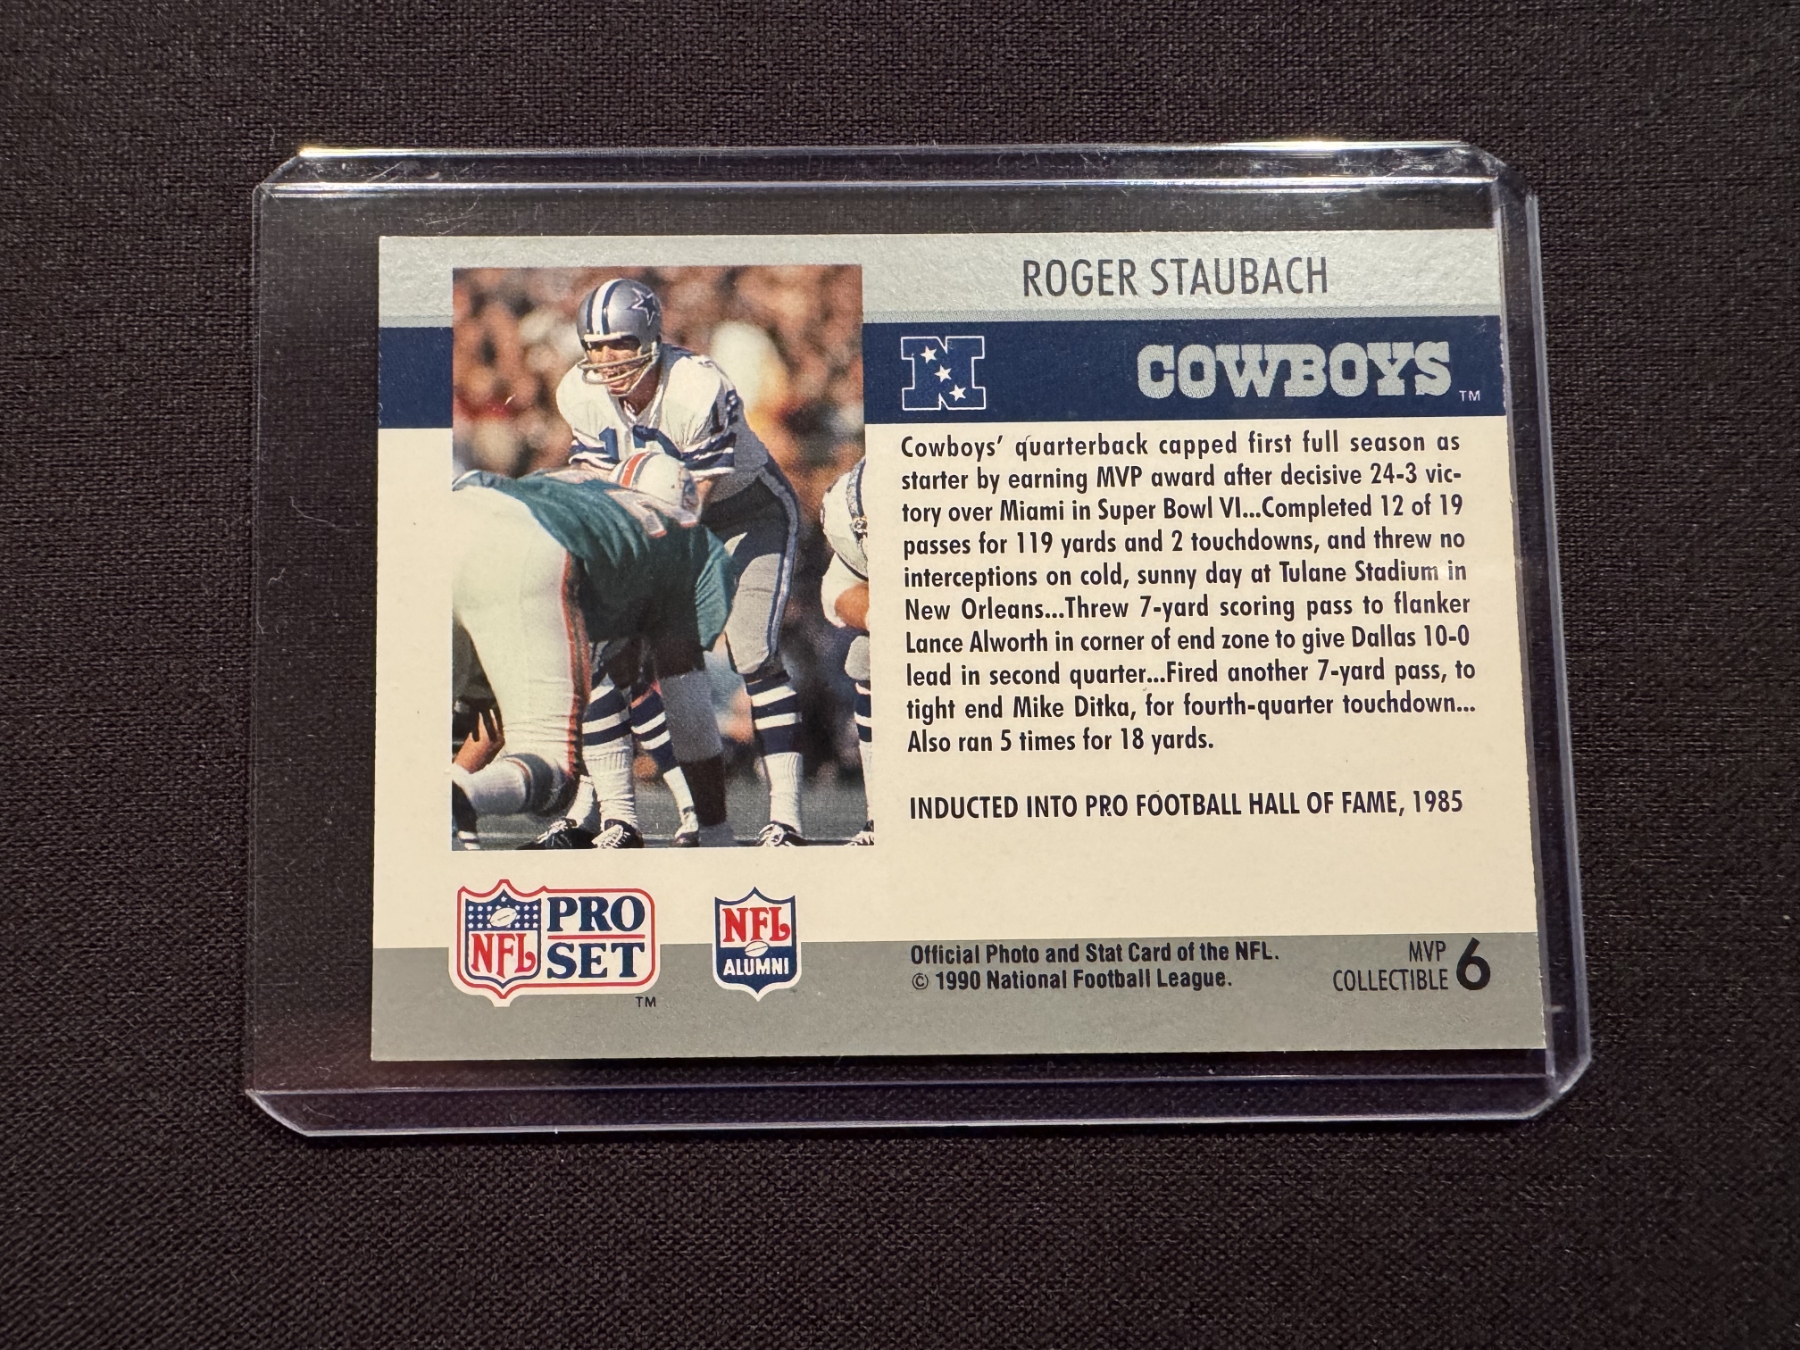 ROGER STAUBACH
COWBOYS™
Cowboys' quarterback capped first full season as
starter by earning MVP award after decisive 24-3 vic-
tory over Miami in Super Bowl VI...Completed 12 of 19
passes for 119 yards and 2 touchdowns, and threw no
interceptions on cold, sunny day at Tulane Stadium in
New Orleans...Threw 7-yard scoring pass to flanker
Lance Alworth in corner of end zone to give Dallas 10-0
lead in second quarter...Fired another 7-yard pass, to
tight end Mike Ditka, for fourth-quarter touchdown...
Also ran 5 times for 18 yards.
INDUCTED INTO PRO FOOTBALL HALL OF FAME, 1985
12
12
NFL
PRO
SET
™
NFL
ALUMNI
Official Photo and Stat Card of the NFL.
© 1990 National Football League.
MVP
COLLECTIBLE 6